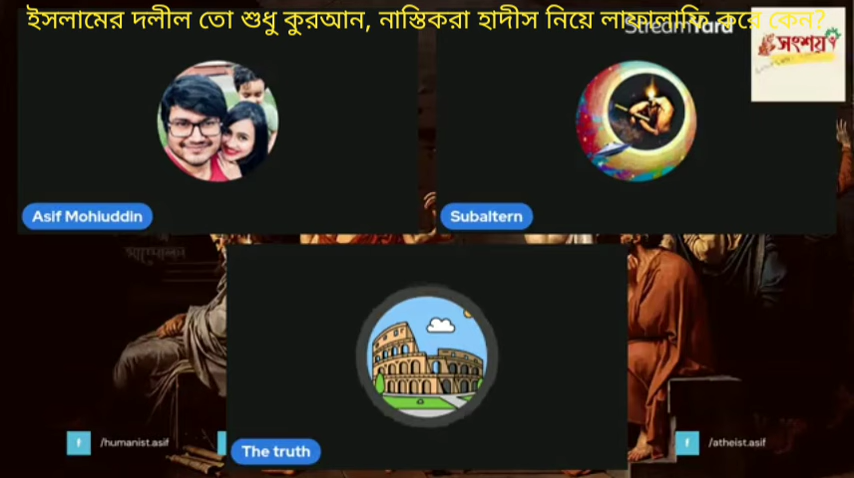 ইসলামের দলীল তো শুধু কুরআন, নাস্তিকরা হাদীস নিয়ে লাফালাফি করে কেন?
StreamYard
সংশয়
Asif Mohiuddin
Subaltern
The truth
/humanist.asif
/atheist.asif